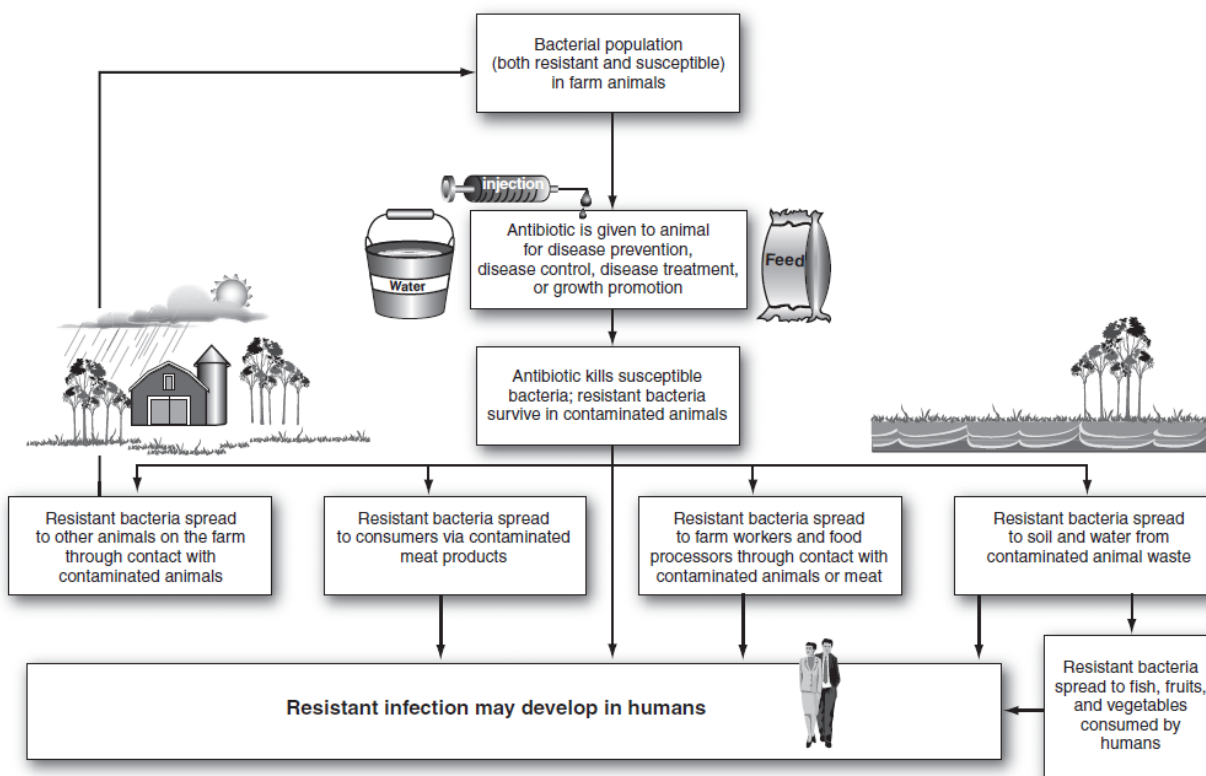 Bacterial population
(both resistant and susceptible)
in farm animals
injection
Water
Antibiotic is given to animal
for disease prevention,
disease control, disease treatment,
or growth promotion
Feed
Antibiotic kills susceptible
bacteria; resistant bacteria
survive in contaminated animals
Resistant bacteria spread
to other animals on the farm
through contact with
contaminated animals
Resistant bacteria spread
to consumers via contaminated
meat products
Resistant bacteria spread
to farm workers and food
processors through contact with
contaminated animals or meat
Resistant bacteria spread
to soil and water from
contaminated animal waste
Resistant infection may develop in humans
Resistant bacteria
spread to fish, fruits,
and vegetables
consumed by
humans